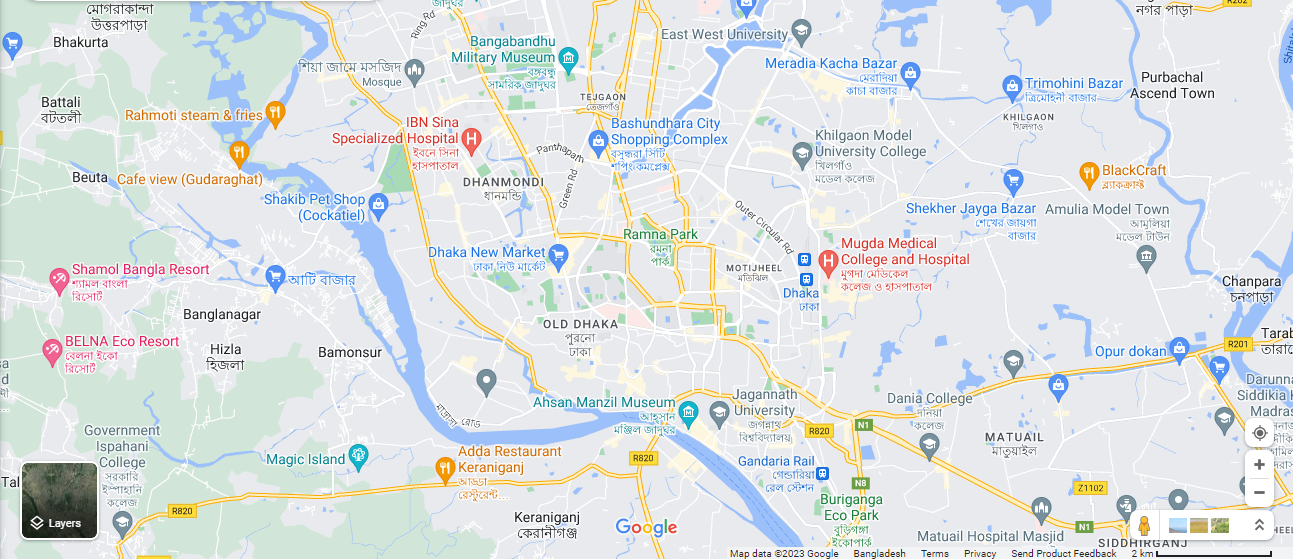 মোগরাকান্দা
উত্তরপাড়া
Bhakurta
Ring Rd
জাদুঘর
East West University
নগর পাড়া
R202
Bangabandhu
Military Museum
বঙ্গবন্ধু
সামরিক জাদুঘর
শিয়া জামে মসজিদ
Mosque
Meradia Kacha Bazar
মেরাদিয়া
কাচা বাজার
Trimohini Bazar
ত্রিমোহনী বাজার
Purbachal
Ascend Town
Battali
বটতলী
Rahmoti steam & fries
TEJGAON
তেজগাঁও
IBN Sina
Specialized Hospital
ইবনে সিনা
হাসপাতাল
Bashundhara City
Shopping Complex
বসুন্ধরা সিটি
শপিং কমপ্লেক্স
KHILGAON
খিলগাঁও
Khilgaon Model
University College
খিলগাঁও
মডেল কলেজ
Panthapath
Green Rd
Beuta
Cafe view (Gudaraghat)
DHANMONDI
ধানমন্ডি
BlackCraft
ব্ল্যাকক্রাফ্ট
Shakib Pet Shop
(Cockatiel)
Outer Circular Rd
Shekher Jayga Bazar
শেখের জায়গা
বাজার
Amulia Model Town
আমুলিয়া
মডেল টাউন
Ramna Park
রমনা
পার্ক
Dhaka New Market
ঢাকা নিউ মার্কেট
Mugda Medical
College and Hospital
মুগদা মেডিকেল
কলেজ ও হাসপাতাল
MOTIJHEEL
মতিঝিল
Dhaka
ঢাকা
Shamol Bangla Resort
শ্যামল বাংলা
রিসোর্ট
আটি বাজার
Chanpara
চনপাড়া
Banglanagar
OLD DHAKA
পুরনো
ঢাকা
BELNA Eco Resort
বেলনা ইকো
রিসোর্ট
Hizla
হিজলা
Bamonsur
Opur dokan
R201
Ahsan Manzil Museum
আহসান
মঞ্জিল জাদুঘর
Jagannath
University
জগন্নাথ
বিশ্ববিদ্যালয়
Dania College
দনিয়া
কলেজ
N1
R820
MATUAIL
মাতুয়াইল
Government
Ispahani
College
সরকারি
ইস্পাহানি
কলেজ
Magic Island
Adda Restaurant
Keraniganj
আড্ডা
রেস্টুরেন্ট...
R820
Gandaria Rail
গেন্ডারিয়া
রেল স্টেশন
N8
Z1102
Buriganga
Eco Park
বুড়িগঙ্গা
ইকোপার্ক
R820
Keraniganj
কেরানীগঞ্জ
Layers
Google
Matuail Hospital Masjid
N1
SIDDHIRGANJ
Map data ©2023 Google Bangladesh Terms Privacy Send Product Feedback 2 km